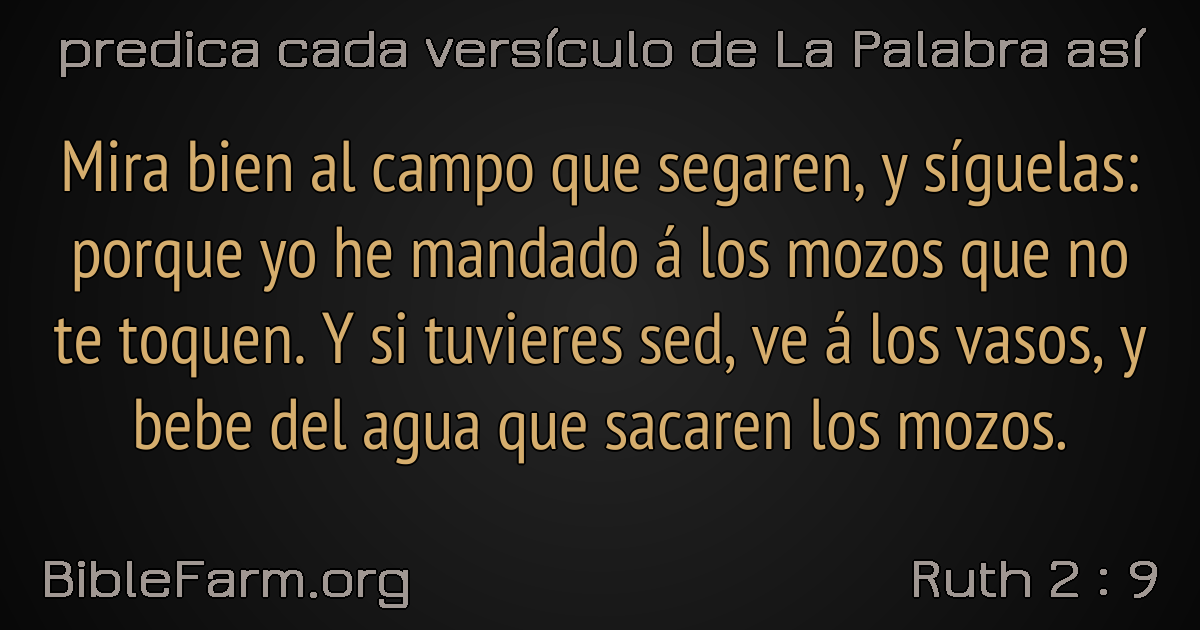 predica cada versículo de La Palabra así
Mira bien al campo que segaren, y síguelas:
porque yo he mandado á los mozos que no
te toquen. Y si tuvieres sed, ve á los vasos, y
bebe del agua que sacaren los mozos.
BibleFarm.org
Ruth 2 : 9